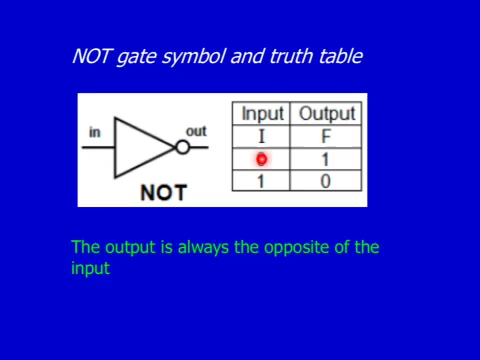 NOT gate symbol and truth table
in out NOT
Input Output
I F
0 1
1 0
The output is always the opposite of the
input